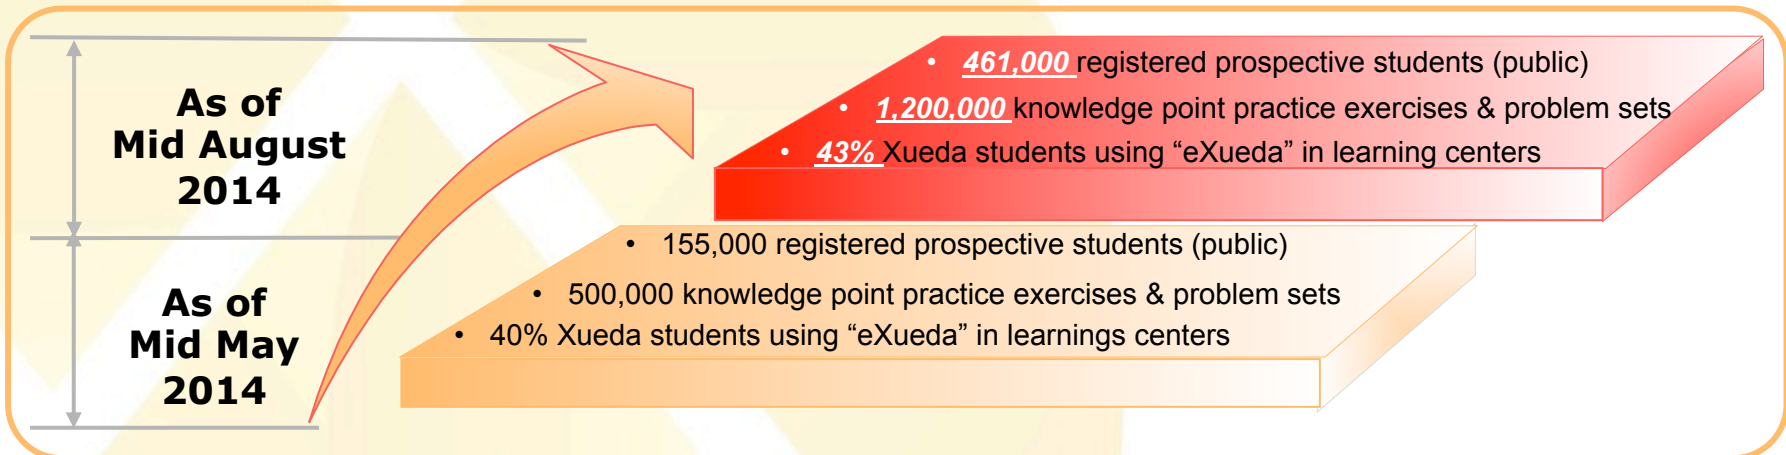 As of
Mid August
2014
• 461,000 registered prospective students (public)
• 1,200,000 knowledge point practice exercises & problem sets
• 43% Xueda students using “eXueda” in learning centers
As of
Mid May
2014
• 155,000 registered prospective students (public)
• 500,000 knowledge point practice exercises & problem sets
• 40% Xueda students using “eXueda” in learnings centers